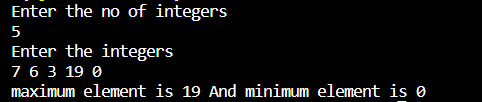 Enter the no of integers
5
Enter the integers
7 6 3 19 0
maximum element is 19 And minimum element is 0